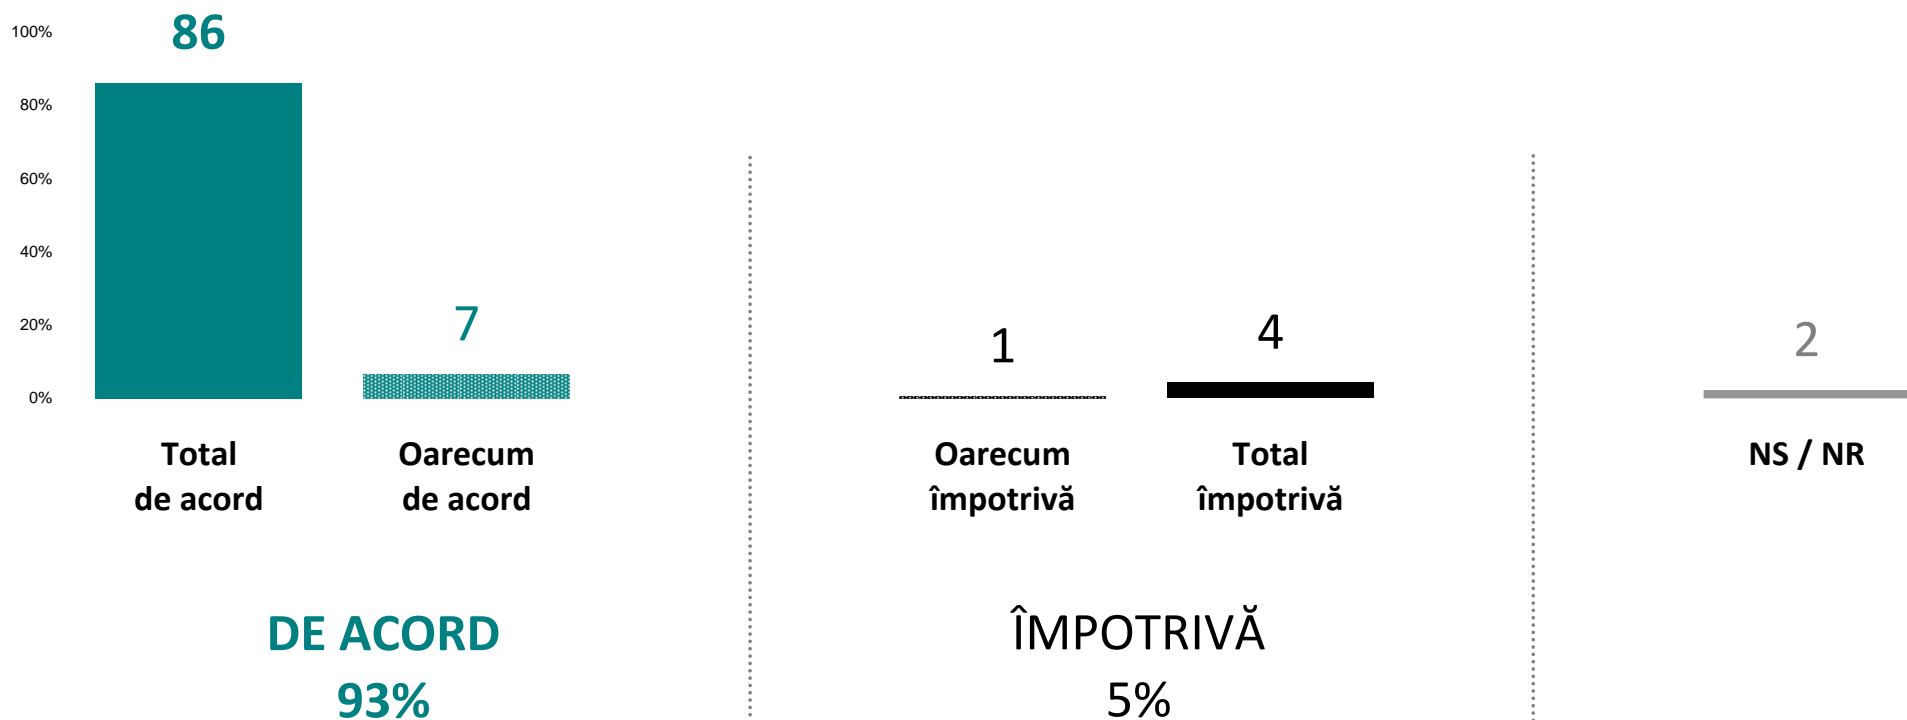 100%
80%
60%
40%
20%
0%
86
7
1
4
2
Total
de acord
Oarecum
de acord
Oarecum
împotrivă
Total
împotrivă
NS / NR
DE ACORD
93%
ÎMPOTRIVĂ
5%